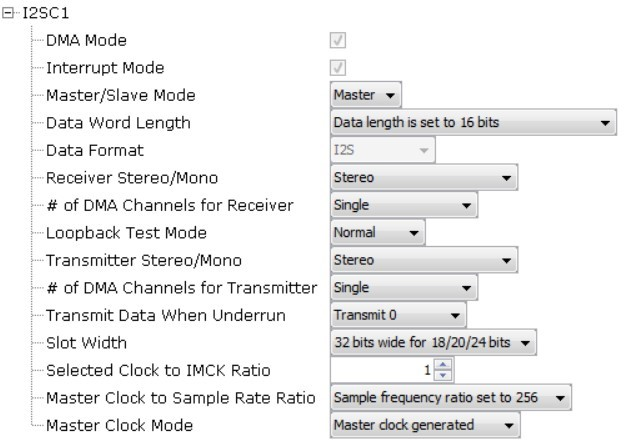 I2SC1
DMA Mode
Interrupt Mode
Master/Slave Mode Master
Data Word Length Data length is set to 16 bits
Data Format I2S
Receiver Stereo/Mono Stereo
# of DMA Channels for Receiver Single
Loopback Test Mode Normal
Transmitter Stereo/Mono Stereo
# of DMA Channels for Transmitter Single
Transmit Data When Underrun Transmit 0
Slot Width 32 bits wide for 18/20/24 bits
Selected Clock to IMCK Ratio 1
Master Clock to Sample Rate Ratio Sample frequency ratio set to 256
Master Clock Mode Master clock generated